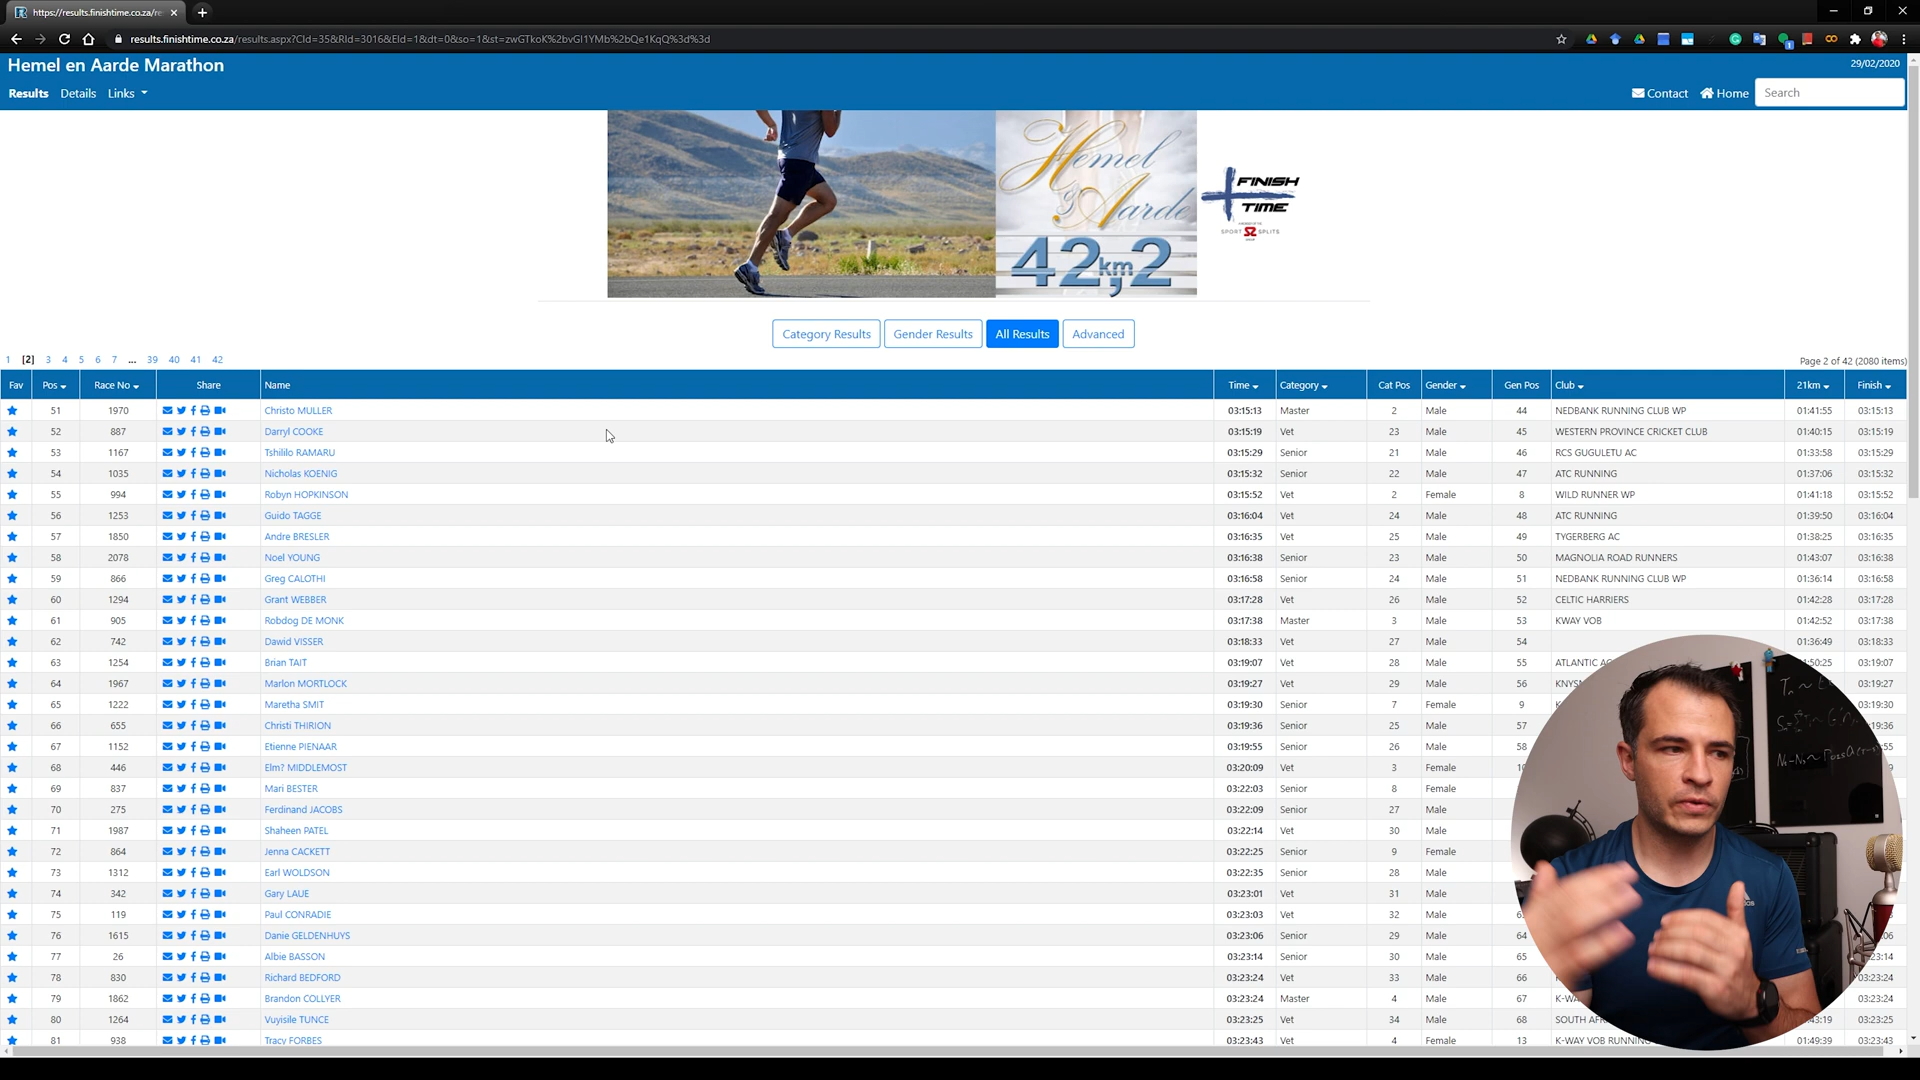 https://results.finishtime.co.za/re
results.finishtime.co.za/results.aspx?CId=35&RId=3016&EId=1&dt=0&so=1&st=zwGTkoK%2bvGI1YMb%2bQe1KqQ%3d%3d
Hemel en Aarde Marathon 29/02/2020
Results Details Links Contact Home Search
Hemel
Aarde
42,2
km
FINISH
TIME
SPORT SPLITS
Category Results Gender Results All Results Advanced
1 [2] 3 4 5 6 7 ... 39 40 41 42 Page 2 of 42 (2080 items)
Fav Pos Race No Share Name Time Category Cat Pos Gender Gen Pos Club 21km Finish
51 1970 Christo MULLER 03:15:13 Master 2 Male 44 NEDBANK RUNNING CLUB WP 01:41:55 03:15:13
52 887 Darryl COOKE 03:15:19 Vet 23 Male 45 WESTERN PROVINCE CRICKET CLUB 01:40:15 03:15:19
53 1167 Tshililo RAMARU 03:15:29 Senior 21 Male 46 RCS GUGULETU AC 01:33:58 03:15:29
54 1035 Nicholas KOENIG 03:15:32 Senior 22 Male 47 ATC RUNNING 01:37:06 03:15:32
55 994 Robyn HOPKINSON 03:15:52 Vet 2 Female 8 WILD RUNNER WP 01:41:18 03:15:52
56 1253 Guido TAGGE 03:16:04 Vet 24 Male 48 ATC RUNNING 01:39:50 03:16:04
57 1850 Andre BRESLER 03:16:35 Vet 25 Male 49 TYGERBERG AC 01:38:25 03:16:35
58 2078 Noel YOUNG 03:16:38 Senior 23 Male 50 MAGNOLIA ROAD RUNNERS 01:43:07 03:16:38
59 866 Greg CALOTHI 03:16:58 Senior 24 Male 51 NEDBANK RUNNING CLUB WP 01:36:14 03:16:58
60 1294 Grant WEBBER 03:17:28 Vet 26 Male 52 CELTIC HARRIERS 01:42:28 03:17:28
61 905 Robdog DE MONK 03:17:38 Master 3 Male 53 KWAY VOB 01:42:52 03:17:38
62 742 Dawid VISSER 03:18:33 Vet 27 Male 54 01:36:49 03:18:33
63 1254 Brian TAIT 03:19:07 Vet 28 Male 55 ATLANTIC :50:25 03:19:07
64 1967 Marlon MORTLOCK 03:19:27 Vet 29 Male 56 03:19:27
65 1222 Maretha SMIT 03:19:30 Senior 7 Female 9 03:19:30
66 655 Christi THIRION 03:19:36 Senior 25 Male 57 19:36
67 1152 Etienne PIENAAR 03:19:55 Senior 26 Male 58 :55
68 446 Elm? MIDDLEMOST 03:20:09 Vet 3 Female
69 837 Mari BESTER 03:22:03 Senior 8 Female
70 275 Ferdinand JACOBS 03:22:09 Senior 27 Male
71 1987 Shaheen PATEL 03:22:14 Vet 30 Male
72 864 Jenna CACKETT 03:22:25 Senior 9 Female
73 1312 Earl WOLDSON 03:22:35 Senior 28 Male
74 342 Gary LAUE 03:23:01 Vet 31 Male
75 119 Paul CONRADIE 03:23:03 Vet 32 Male
76 1615 Danie GELDENHUYS 03:23:06 Senior 29 Male 64 :06
77 26 Albie BASSON 03:23:14 Senior 30 Male 65 23:14
78 830 Richard BEDFORD 03:23:24 Vet 33 Male 66 03:23:24
79 1862 Brandon COLLYER 03:23:24 Master 4 Male 67 K-WA 03:23:24
80 1264 Vuyisile TUNCE 03:23:25 Vet 34 Male 68 SOUTH :43:19 03:23:25
81 938 Tracy FORBES 03:23:43 Vet 4 Female 13 K-WAY VOB RUNNIN 01:49:39 03:23:43
adidas